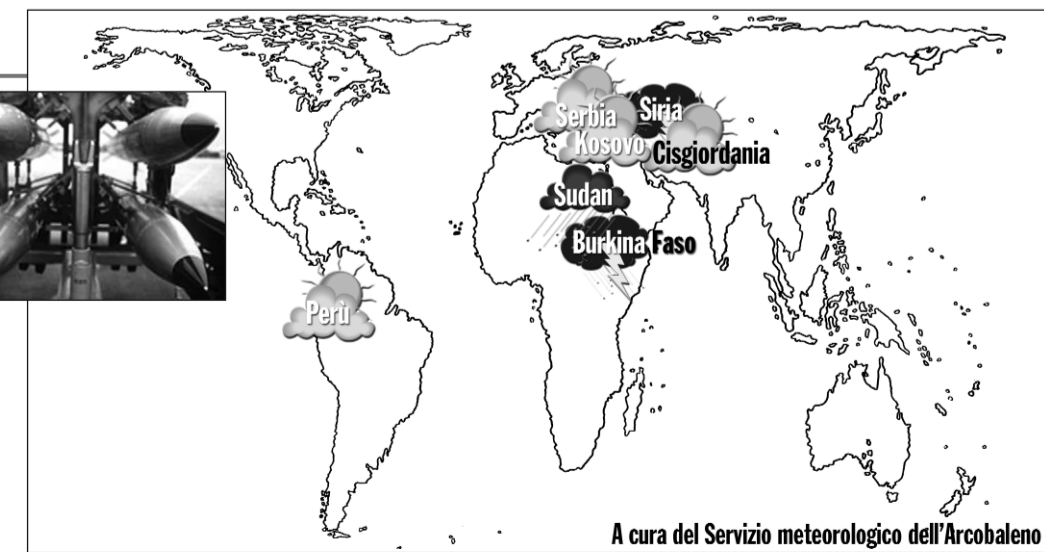 Serbia
Siria
Kosovo
Cisgiordania
Sudan
Burkina Faso
Perù
A cura del Servizio meteorologico dell'Arcobaleno